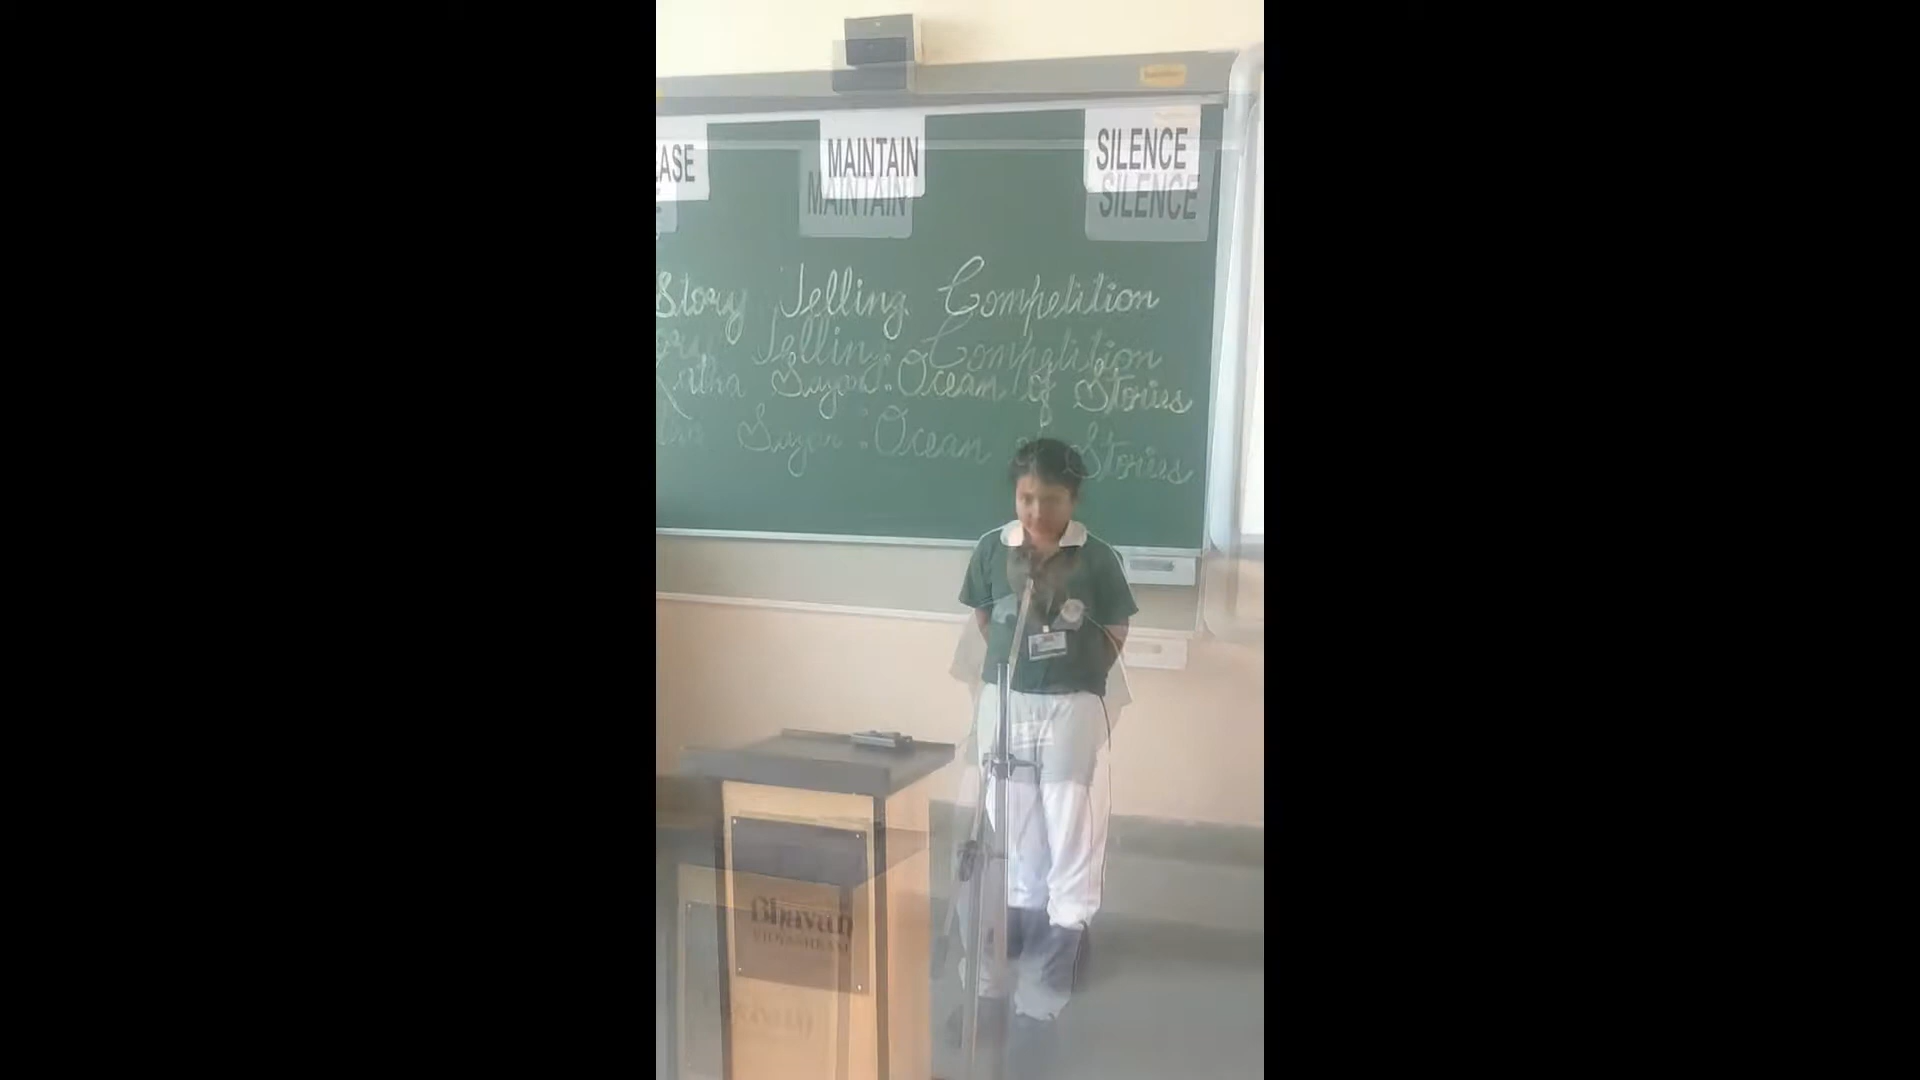 MAINTAIN
SILENCE
Story Telling Competition
Katha Sagar: Ocean of Stories
Bhavan